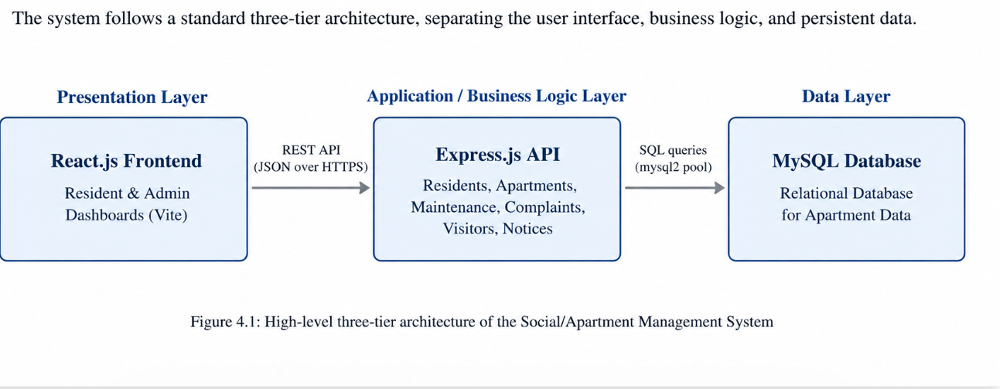 The system follows a standard three-tier architecture, separating the user interface, business logic, and persistent data.
Presentation Layer
React.js Frontend
Resident & Admin
Dashboards (Vite)
REST API
(JSON over HTTPS)
Application / Business Logic Layer
Express.js API
Residents, Apartments,
Maintenance, Complaints,
Visitors, Notices
SQL queries
(mysql2 pool)
Data Layer
MySQL Database
Relational Database
for Apartment Data
Figure 4.1: High-level three-tier architecture of the Social/Apartment Management System